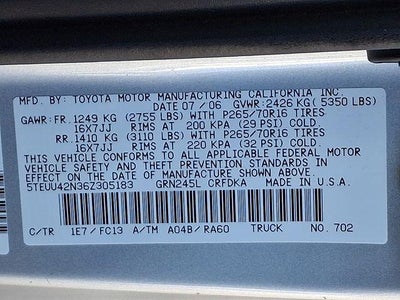 MFD. BY: TOYOTA MOTOR MANUFACTURING CALIFORNIA INC.
DATE 07 / 06 GVWR: 2426 KG( 5350 LBS)
GAWR: FR. 1249 KG (2755 LBS) WITH P265/70R16 TIRES
16X7JJ RIMS AT 200 KPA (29 PSI) COLD.
RR. 1410 KG (3110 LBS) WITH P265/70R16 TIRES
16X7JJ RIMS AT 220 KPA (32 PSI) COLD.
THIS VEHICLE CONFORMS TO ALL APPLICABLE FEDERAL MOTOR
VEHICLE SAFETY AND THEFT PREVENTION STANDARDS IN
EFFECT ON THE DATE OF MANUFACTURE SHOWN ABOVE.
5TEUU42N36Z305183 GRN245L CRFDKA
C/TR 1E7 / FC13 A/TM A04B/ RA60 TRUCK NO. 702